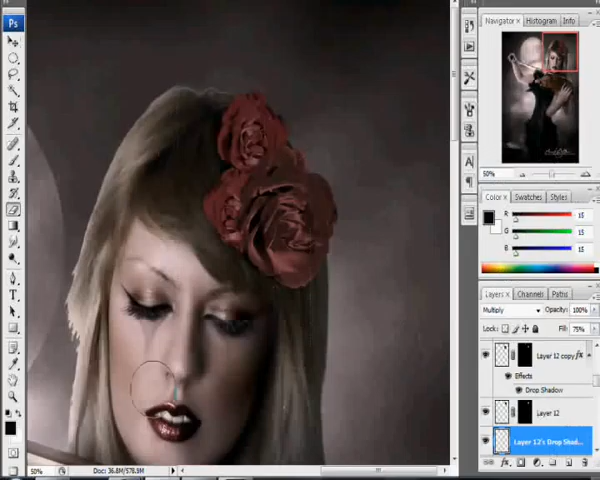 Ps
Navigator × Histogram Info
50%
Color × Swatches Styles
R 15
G 15
B 15
Layers × Channels Paths
Multiply Opacity: 100%
Lock: Fill: 75%
Layer 12 copy fx
Effects
Drop Shadow
Layer 12
Layer 12's Drop Shad...
fx
T
A
50% Doc: 36.8M/578.9M